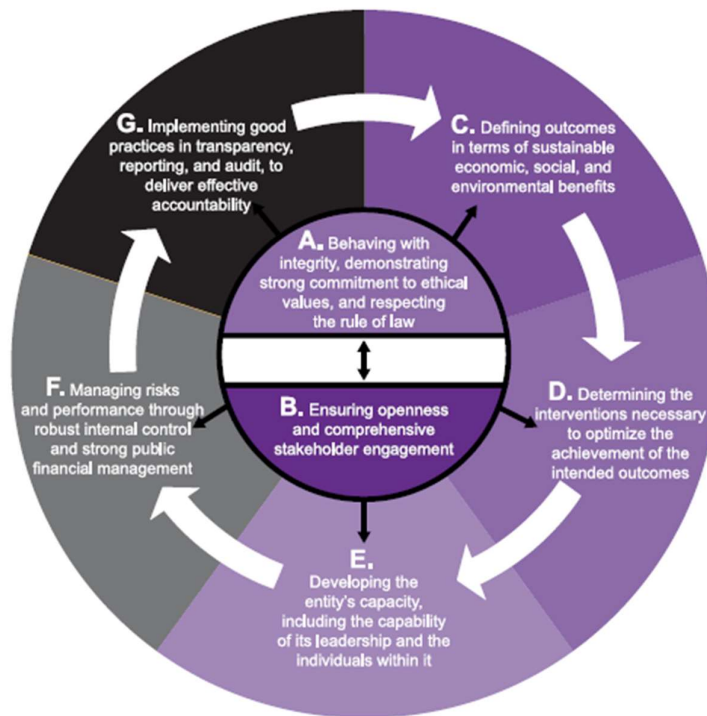 G. Implementing good
practices in transparency,
reporting, and audit, to
deliver effective
accountability
C. Defining outcomes
in terms of sustainable
economic, social, and
environmental benefits
A. Behaving with
integrity, demonstrating
strong commitment to ethical
values, and respecting
the rule of law
B. Ensuring openness
and comprehensive
stakeholder engagement
D. Determining the
interventions necessary
to optimize the
achievement of the
intended outcomes
E.
Developing the
entity's capacity,
including the capability
of its leadership and the
individuals within it
F. Managing risks
and performance through
robust internal control
and strong public
financial management